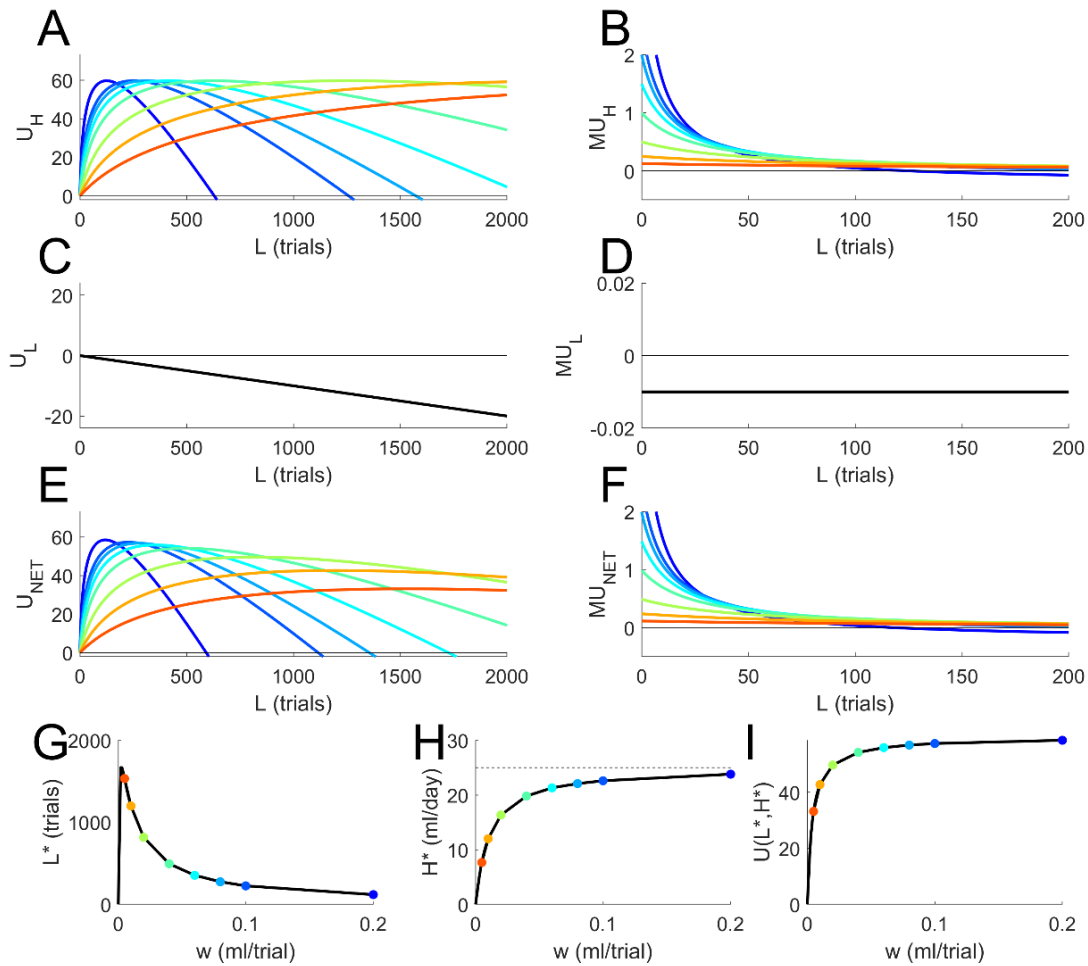 A
U_H
60
40
20
0
0 500 1000 1500 2000
L (trials)
B
MU_H
2
1
0
0 50 100 150 200
L (trials)
C
U_L
20
0
-20
0 500 1000 1500 2000
L (trials)
D
MU_L
0.02
0
-0.02
0 50 100 150 200
L (trials)
E
U_NET
60
40
20
0
0 500 1000 1500 2000
L (trials)
F
MU_NET
2
1
0
0 50 100 150 200
L (trials)
G
L* (trials)
2000
1000
0
0 0.1 0.2
w (ml/trial)
H
H* (ml/day)
30
20
10
0
0 0.1 0.2
w (ml/trial)
I
U(L*,H*)
40
20
0
0 0.1 0.2
w (ml/trial)